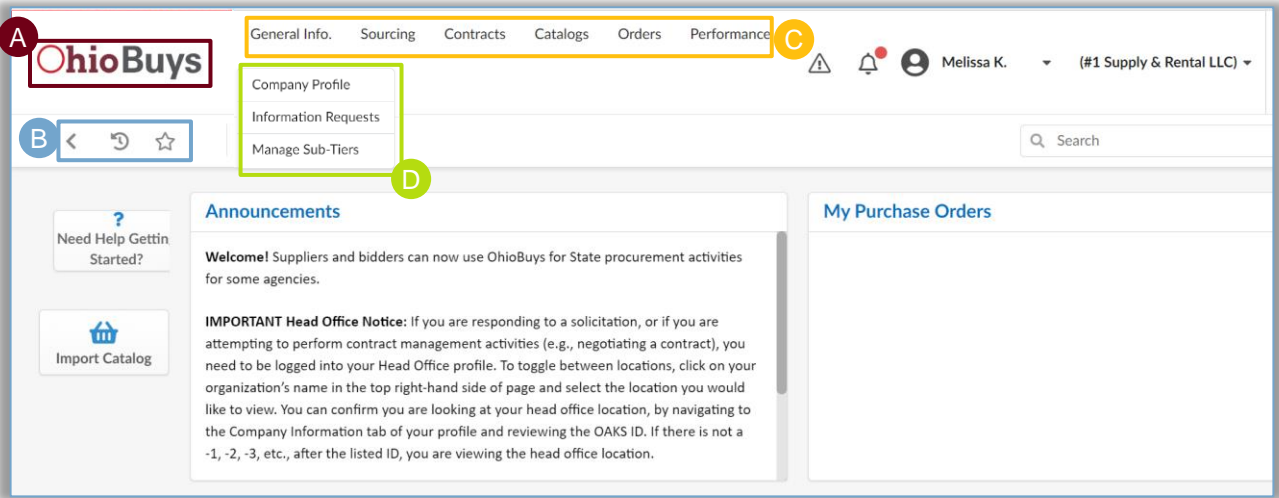 A
OhioBuys
General Info. Sourcing Contracts Catalogs Orders Performance
C
Melissa K.
(#1 Supply & Rental LLC)
Company Profile
Information Requests
Manage Sub-Tiers
D
B
Search
?
Need Help Gettin
Started?
Import Catalog
Announcements
Welcome! Suppliers and bidders can now use OhioBuys for State procurement activities
for some agencies.
IMPORTANT Head Office Notice: If you are responding to a solicitation, or if you are
attempting to perform contract management activities (e.g., negotiating a contract), you
need to be logged into your Head Office profile. To toggle between locations, click on your
organization's name in the top right-hand side of page and select the location you would
like to view. You can confirm you are looking at your head office location, by navigating to
the Company Information tab of your profile and reviewing the OAKS ID. If there is not a
-1, -2, -3, etc., after the listed ID, you are viewing the head office location.
My Purchase Orders